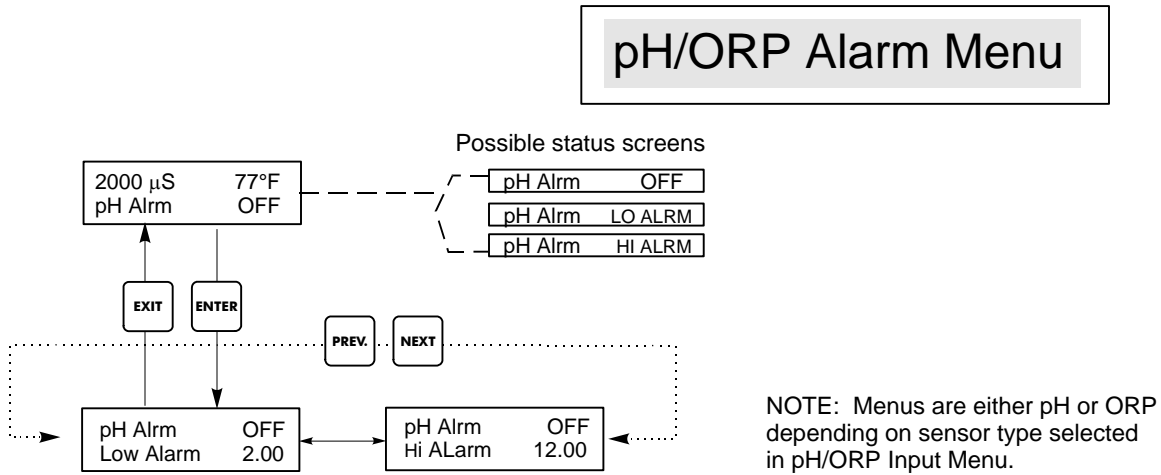 pH/ORP Alarm Menu
Possible status screens
2000 μS 77°F
pH Alrm OFF
pH Alrm OFF
pH Alrm LO ALRM
pH Alrm HI ALRM
EXIT
ENTER
PREV.
NEXT
pH Alrm OFF
Low Alarm 2.00
pH Alrm OFF
Hi ALarm 12.00
NOTE: Menus are either pH or ORP
depending on sensor type selected
in pH/ORP Input Menu.